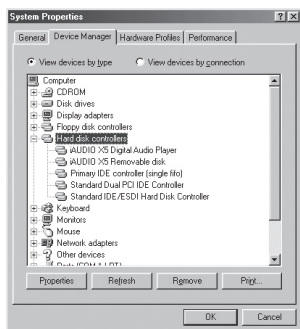 System Properties
General Device Manager Hardware Profiles Performance
View devices by type View devices by connection
Computer
CDROM
Disk drives
Display adapters
Floppy disk controllers
Hard disk controllers
iAUDIO X5 Digital Audio Player
iAUDIO X5 Removable disk
Primary IDE controller (single fifo)
Standard Dual PCI IDE Controller
Standard IDE/ESDI Hard Disk Controller
Keyboard
Monitors
Mouse
Network adapters
Other devices
Ports (COM & LPT)
Properties Refresh Remove Print...
OK Cancel